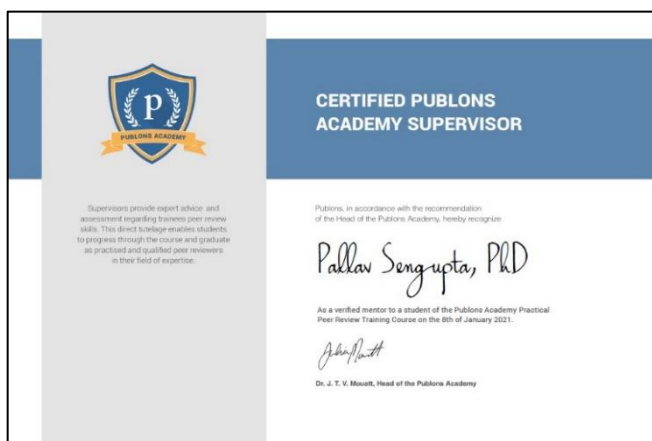 p
PUBLONS ACADEMY
Supervisors provide expert advice and
assessment regarding trainees peer review
skills. This direct tutelage enables students
to progress through the course and graduate
as practised and qualified peer reviewers
in their field of expertise.
CERTIFIED PUBLONS
ACADEMY SUPERVISOR
Publons, in accordance with the recommendation
of the Head of the Publons Academy, hereby recognize
Pallav Sengupta, PhD
As a verified mentor to a student of the Publons Academy Practical
Peer Review Training Course on the 8th of January 2021.
Dr. J. T. V. Mouatt, Head of the Publons Academy